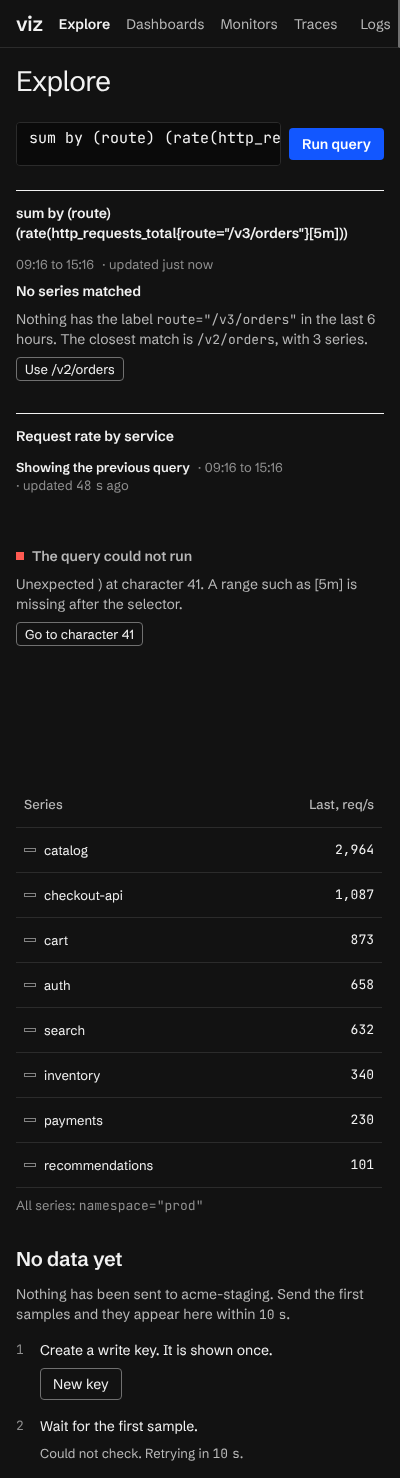 viz Explore Dashboards Monitors Traces Logs
Explore
sum by (route) (rate(http_re
Run query
sum by (route)
(rate(http_requests_total{route="/v3/orders"}[5m]))
09:16 to 15:16 · updated just now
No series matched
Nothing has the label route="/v3/orders" in the last 6
hours. The closest match is /v2/orders, with 3 series.
Use /v2/orders
Request rate by service
Showing the previous query · 09:16 to 15:16
· updated 48 s ago
The query could not run
Unexpected ) at character 41. A range such as [5m] is
missing after the selector.
Go to character 41
Series Last, req/s
catalog 2,964
checkout-api 1,087
cart 873
auth 658
search 632
inventory 340
payments 230
recommendations 101
All series: namespace="prod"
No data yet
Nothing has been sent to acme-staging. Send the first
samples and they appear here within 10 s.
1 Create a write key. It is shown once.
New key
2 Wait for the first sample.
Could not check. Retrying in 10 s.